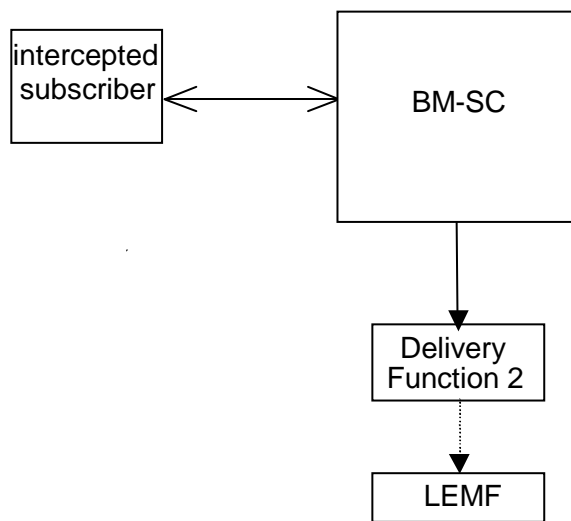 intercepted
subscriber
BM-SC
Delivery
Function 2
LEMF